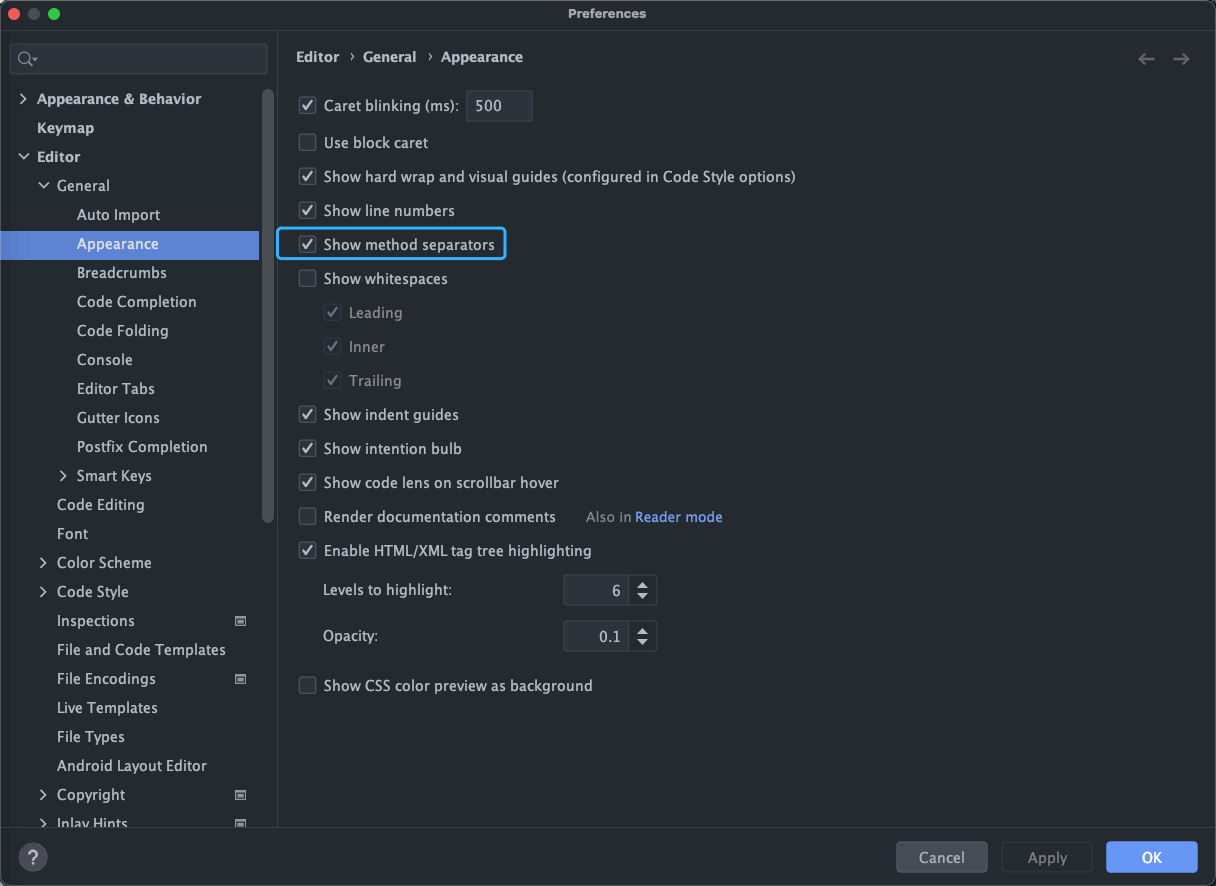 Preferences
Appearance & Behavior
Keymap
Editor
General
Auto Import
Appearance
Breadcrumbs
Code Completion
Code Folding
Console
Editor Tabs
Gutter Icons
Postfix Completion
Smart Keys
Code Editing
Font
Color Scheme
Code Style
Inspections
File and Code Templates
File Encodings
Live Templates
File Types
Android Layout Editor
Copyright
Inlay Hints
Editor › General › Appearance
Caret blinking (ms): 500
Use block caret
Show hard wrap and visual guides (configured in Code Style options)
Show line numbers
Show method separators
Show whitespaces
Leading
Inner
Trailing
Show indent guides
Show intention bulb
Show code lens on scrollbar hover
Render documentation comments Also in Reader mode
Enable HTML/XML tag tree highlighting
Levels to highlight: 6
Opacity: 0.1
Show CSS color preview as background
? Cancel Apply OK